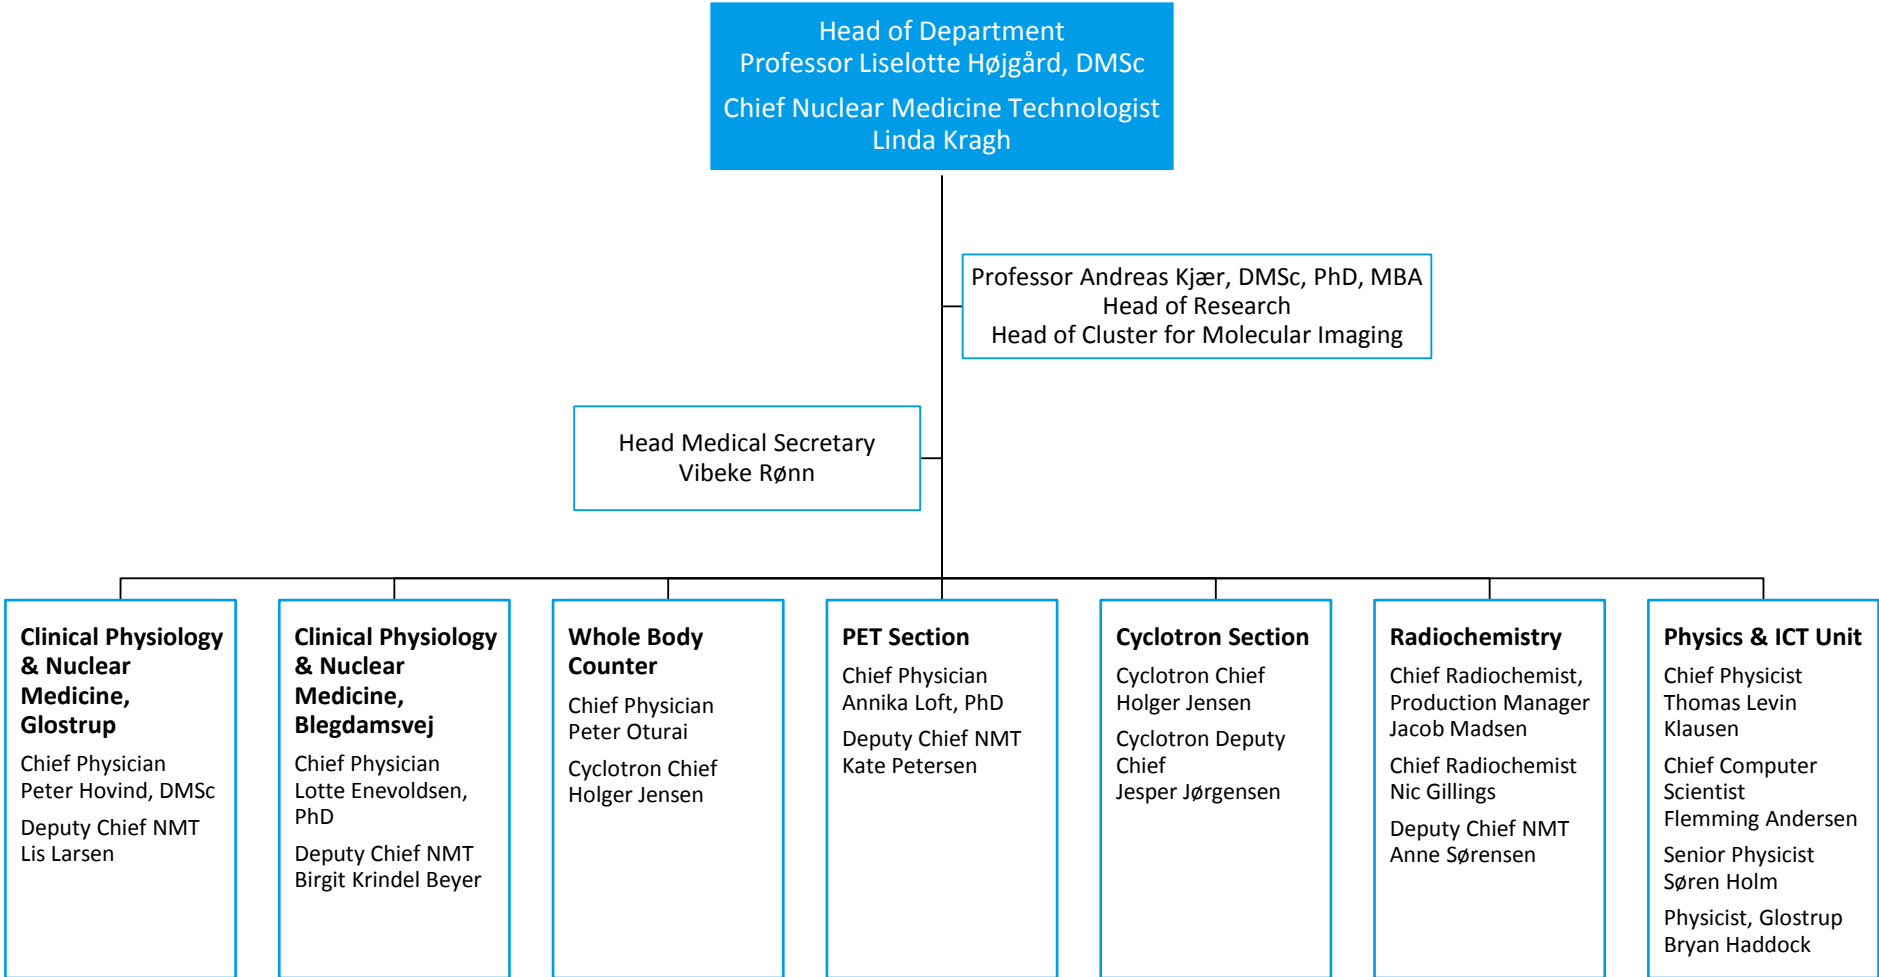 Head of Department
Professor Liselotte Højgård, DMSc
Chief Nuclear Medicine Technologist
Linda Kragh
Professor Andreas Kjær, DMSc, PhD, MBA
Head of Research
Head of Cluster for Molecular Imaging
Head Medical Secretary
Vibeke Rønn
Clinical Physiology
& Nuclear
Medicine,
Glostrup
Chief Physician
Peter Hovind, DMSc
Deputy Chief NMT
Lis Larsen
Clinical Physiology
& Nuclear
Medicine,
Blegdamsvej
Chief Physician
Lotte Enevoldsen,
PhD
Deputy Chief NMT
Birgit Krindel Beyer
Whole Body
Counter
Chief Physician
Peter Oturai
Cyclotron Chief
Holger Jensen
PET Section
Chief Physician
Annika Loft, PhD
Deputy Chief NMT
Kate Petersen
Cyclotron Section
Cyclotron Chief
Holger Jensen
Cyclotron Deputy
Chief
Jesper Jørgensen
Radiochemistry
Chief Radiochemist,
Production Manager
Jacob Madsen
Chief Radiochemist
Nic Gillings
Deputy Chief NMT
Anne Sørensen
Physics & ICT Unit
Chief Physicist
Thomas Levin
Klausen
Chief Computer
Scientist
Flemming Andersen
Senior Physicist
Søren Holm
Physicist, Glostrup
Bryan Haddock